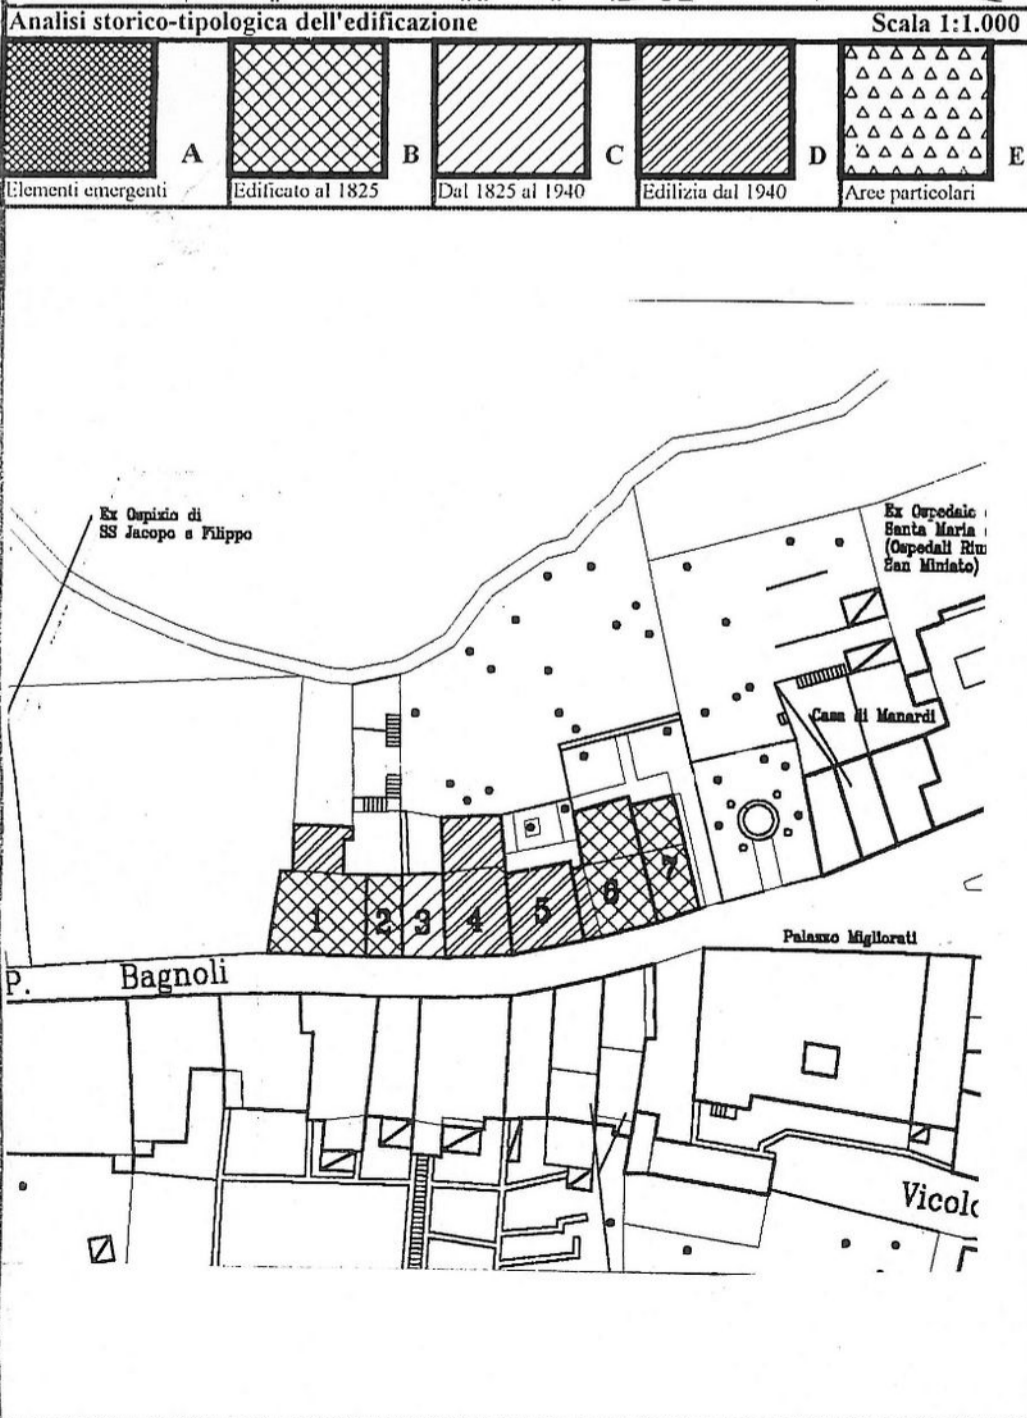 Analisi storico-tipologica dell'edificazione Scala 1:1.000
A B C D E
Elementi emergenti Edificato al 1825 Dal 1825 al 1940 Edilizia dal 1940 Aree particolari
Ex Ospizio di
SS Jacopo e Filippo
Ex Ospedale
Santa Maria
(Ospedali Riu
San Miniato)
Casa di Manardi
1 2 3 4 5 6 7
Palazzo Migliorati
P. Bagnoli
Vicolo